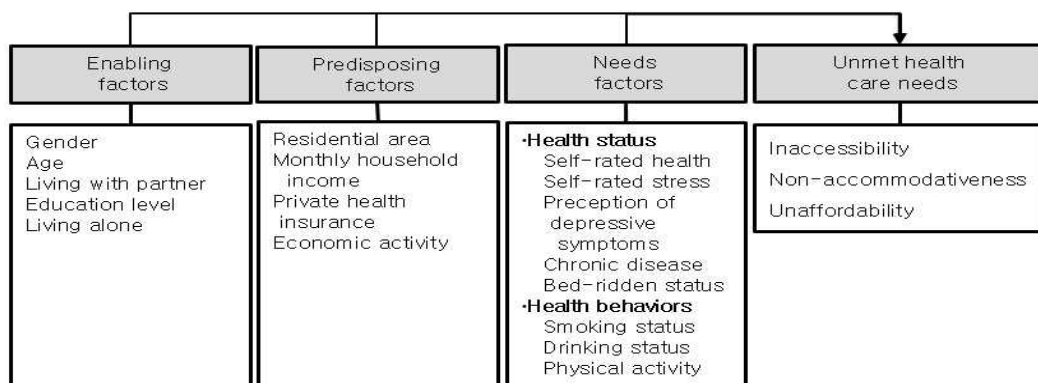 Enabling
factors
Predisposing
factors
Needs
factors
Unmet health
care needs
Gender
Age
Living with partner
Education level
Living alone
Residential area
Monthly household
income
Private health
insurance
Economic activity
·Health status
Self-rated health
Self-rated stress
Preception of
depressive
symptoms
Chronic disease
Bed-ridden status
·Health behaviors
Smoking status
Drinking status
Physical activity
Inaccessibility
Non-accommodativeness
Unaffordability